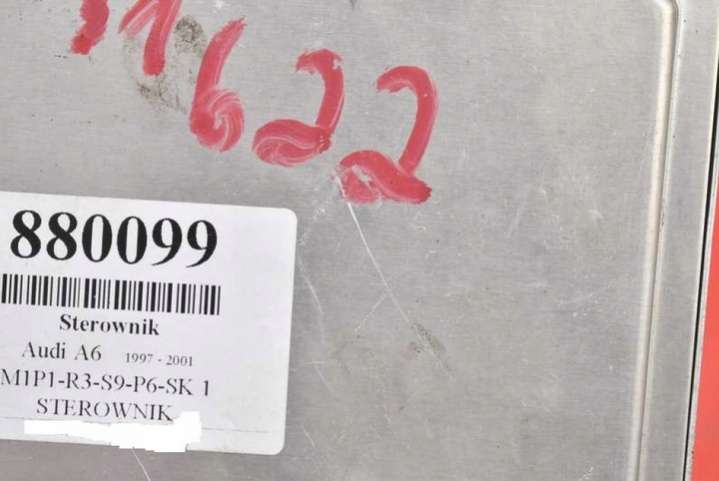 622
880099
Sterownik
Audi A6 1997 - 2001
M1P1-R3-S9-P6-SK 1
STEROWNIK